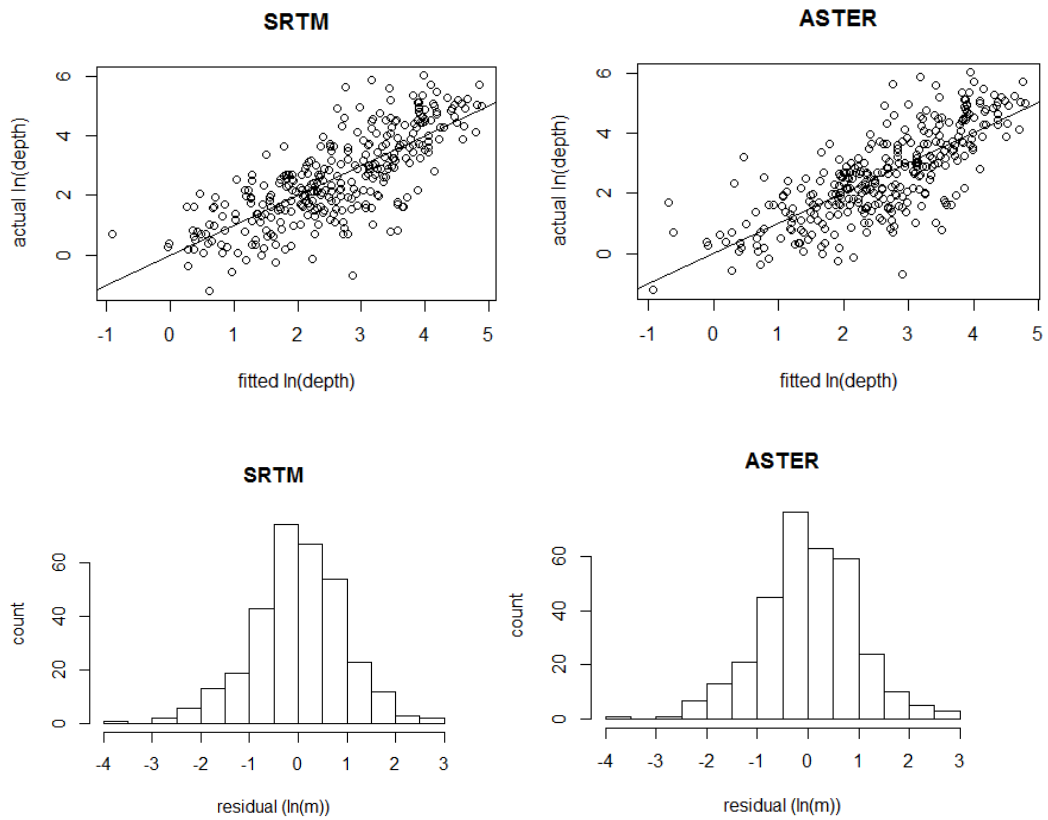 SRTM
6
4
2
0
actual ln(depth)
-1 0 1 2 3 4 5
fitted ln(depth)
ASTER
6
4
2
0
actual ln(depth)
-1 0 1 2 3 4 5
fitted ln(depth)
SRTM
60
40
20
0
count
-4 -3 -2 -1 0 1 2 3
residual (ln(m))
ASTER
60
40
20
0
count
-4 -3 -2 -1 0 1 2 3
residual (ln(m))